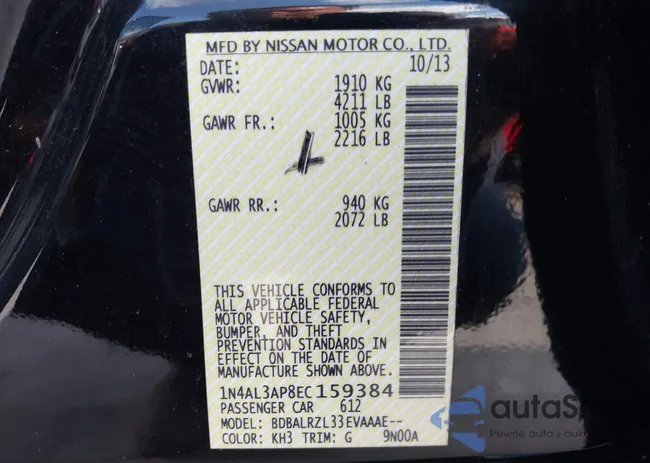 MFD BY NISSAN MOTOR CO., LTD.
DATE: 10/13
GVWR: 1910 KG
4211 LB
GAWR FR.: 1005 KG
2216 LB
GAWR RR.: 940 KG
2072 LB
THIS VEHICLE CONFORMS TO
ALL APPLICABLE FEDERAL
MOTOR VEHICLE SAFETY,
BUMPER, AND THEFT
PREVENTION STANDARDS IN
EFFECT ON THE DATE OF
MANUFACTURE SHOWN ABOVE.
1N4AL3AP8EC159384
PASSENGER CAR 612
MODEL: BDBALRZL33EVAAAE--
COLOR: KH3 TRIM: G 9N00A
Pewne auto z